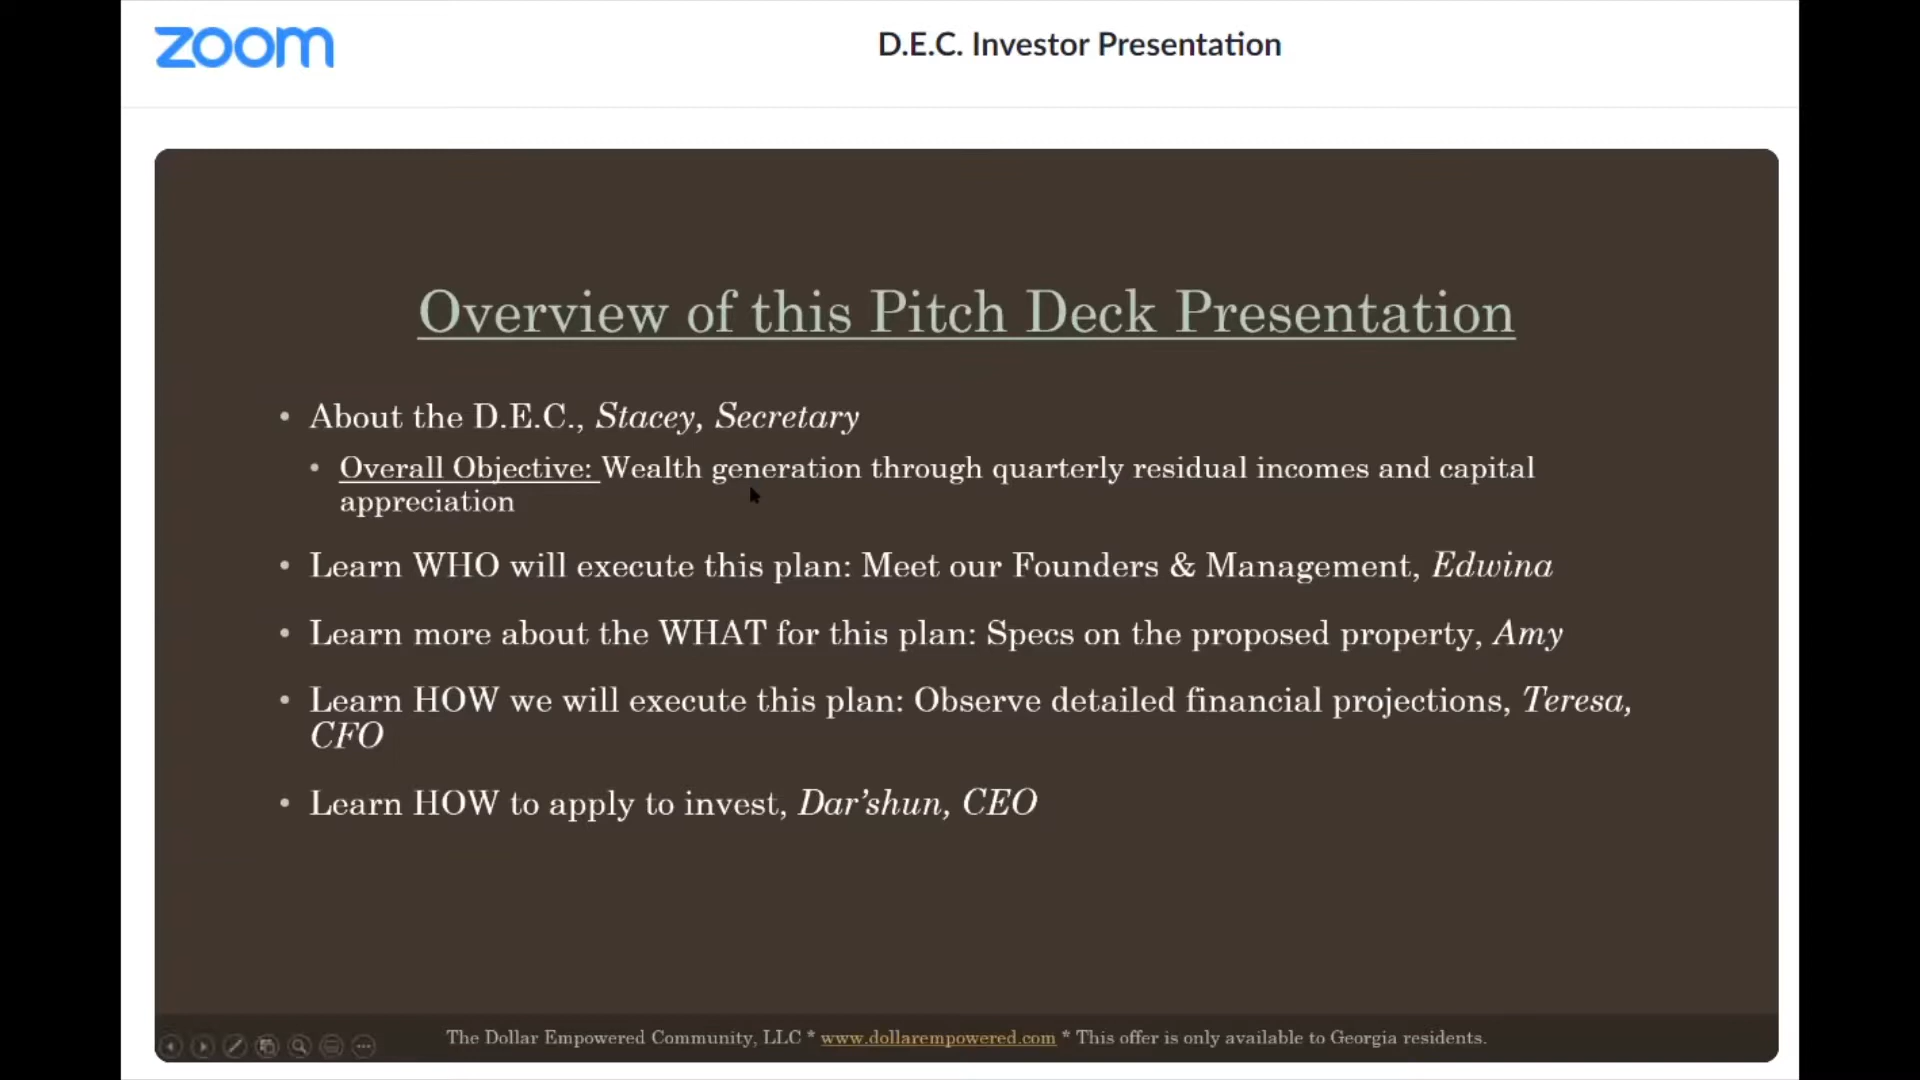 zoom
D.E.C. Investor Presentation
Overview of this Pitch Deck Presentation
• About the D.E.C., Stacey, Secretary
• Overall Objective: Wealth generation through quarterly residual incomes and capital
appreciation
• Learn WHO will execute this plan: Meet our Founders & Management, Edwina
• Learn more about the WHAT for this plan: Specs on the proposed property, Amy
• Learn HOW we will execute this plan: Observe detailed financial projections, Teresa,
CFO
• Learn HOW to apply to invest, Dar’shun, CEO
The Dollar Empowered Community, LLC * www.dollarempowered.com * This offer is only available to Georgia residents.